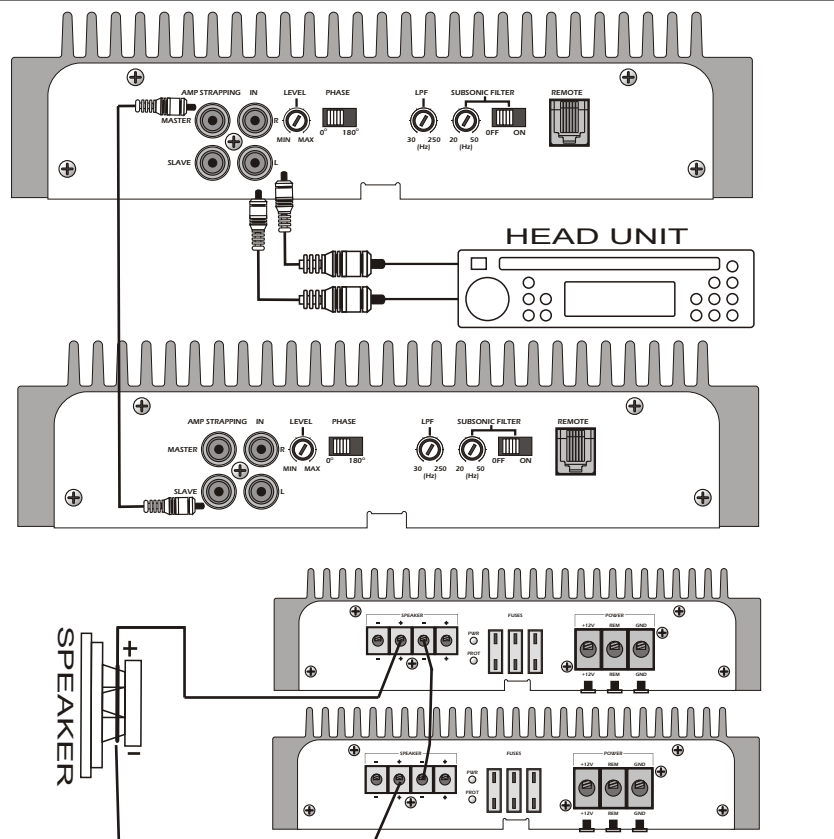 AMP STRAPPING IN LEVEL PHASE LPF SUBSONIC FILTER REMOTE
MASTER R
MIN MAX 0° 180° 30 250 20 50 OFF ON
(Hz) (Hz)
SLAVE L
HEAD UNIT
AMP STRAPPING IN LEVEL PHASE LPF SUBSONIC FILTER REMOTE
MASTER R
MIN MAX 0° 180° 30 250 20 50 OFF ON
(Hz) (Hz)
SLAVE L
SPEAKER
+
−
SPEAKER FUSES POWER
− + − + +12V REM GND
PWR
PROT
− + − +
+12V REM GND
SPEAKER FUSES POWER
− + − + +12V REM GND
PWR
PROT
− + − +
+12V REM GND